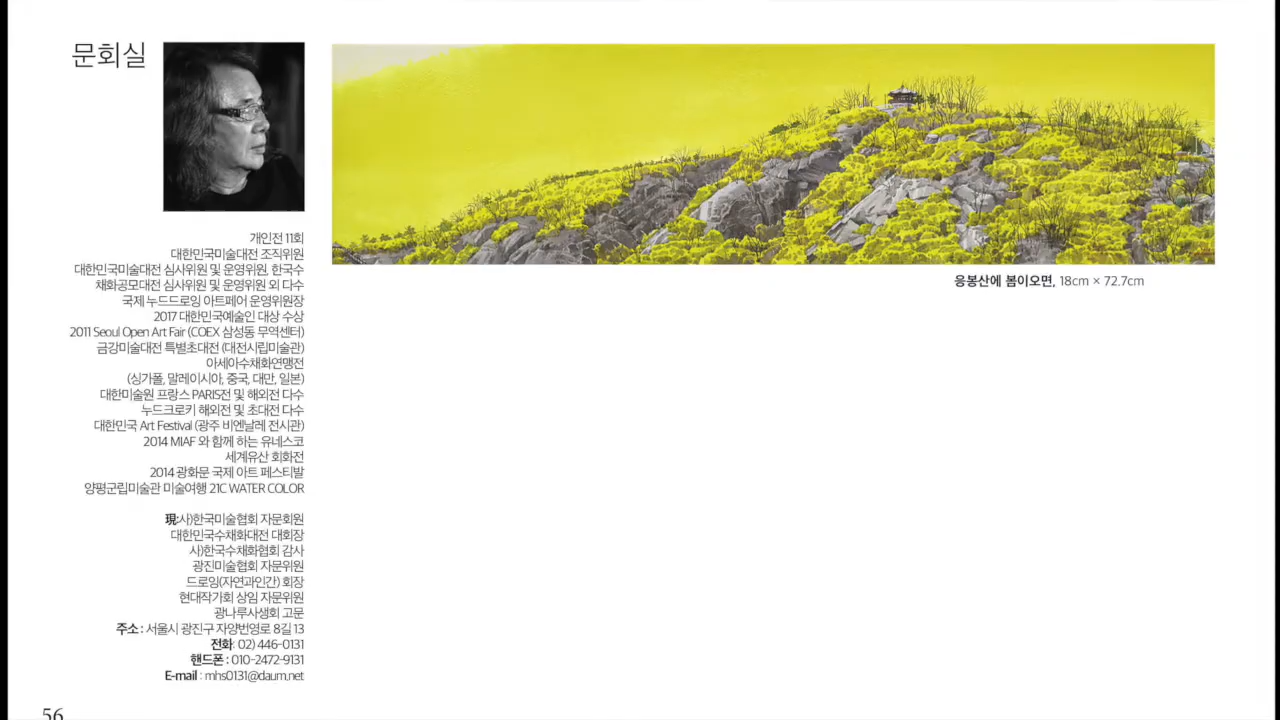 문회실
개인전 11회
대한민국미술대전 조직위원
대한민국미술대전 심사위원 및 운영위원, 한국수
채화공모대전 심사위원 및 운영위원 외 다수
국제 누드드로잉 아트페어 운영위원장
2017 대한민국예술인 대상 수상
2011 Seoul Open Art Fair (COEX 삼성동 무역센터)
금강미술대전 특별초대전 (대전시립미술관)
아세아수채화연맹전
(싱가폴, 말레이시아, 중국, 대만, 일본)
대한미술원 프랑스 PARIS전 및 해외전 다수
누드크로키 해외전 및 초대전 다수
대한민국 Art Festival (광주 비엔날레 전시관)
2014 MIAF 와 함께 하는 유네스코
세계유산 회화전
2014 광화문 국제 아트 페스티발
양평군립미술관 미술여행 21C WATER COLOR
現:사)한국미술협회 자문회원
대한민국수채화대전 대회장
사)한국수채화협회 감사
광진미술협회 자문위원
드로잉(자연과인간) 회장
현대작가회 상임 자문위원
광나루사생회 고문
주소 : 서울시 광진구 자양번영로 8길 13
전화: 02) 446-0131
핸드폰 : 010-2472-9131
E-mail : mhs0131@daum.net
응봉산에 봄이오면, 18cm × 72.7cm
56